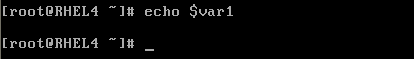 [root@RHEL4 ~]# echo $var1
[root@RHEL4 ~]# _